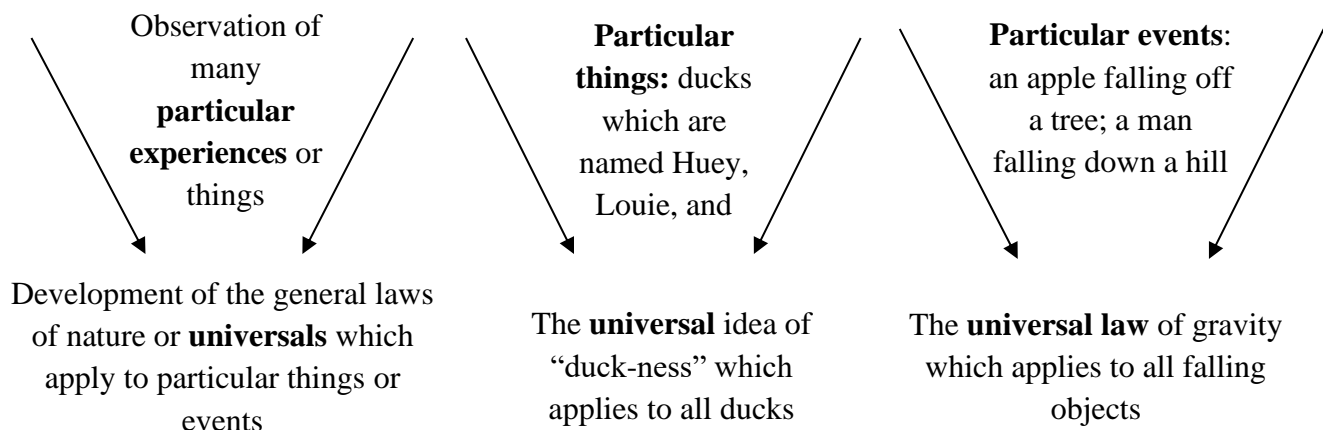 Observation of
many
particular
experiences or
things
Development of the general laws
of nature or universals which
apply to particular things or
events
Particular
things: ducks
which are
named Huey,
Louie, and
The universal idea of
“duck-ness” which
applies to all ducks
Particular events:
an apple falling off
a tree; a man
falling down a hill
The universal law of gravity
which applies to all falling
objects